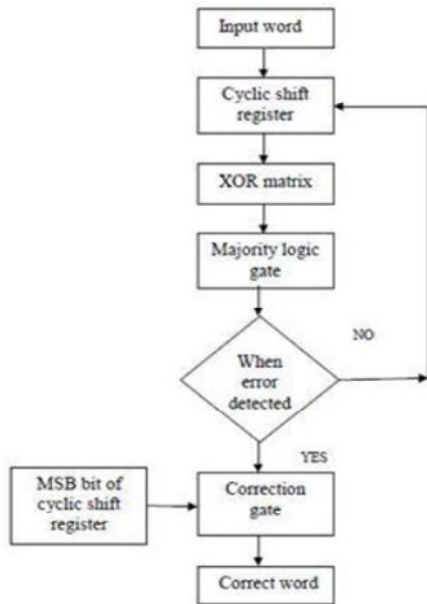 Input word
Cyclic shift
register
XOR matrix
Majority logic
gate
NO
When
error
detected
YES
MSB bit of
cyclic shift
register
Correction
gate
Correct word